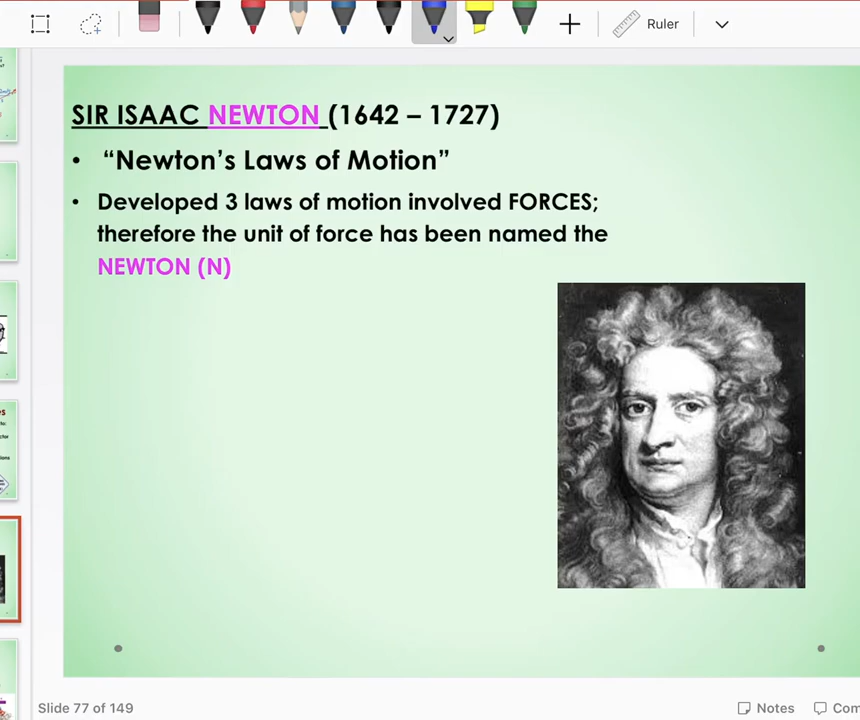 Ruler
SIR ISAAC NEWTON (1642 – 1727)
• “Newton’s Laws of Motion”
• Developed 3 laws of motion involved FORCES;
therefore the unit of force has been named the
NEWTON (N)
Slide 77 of 149
Notes
Com